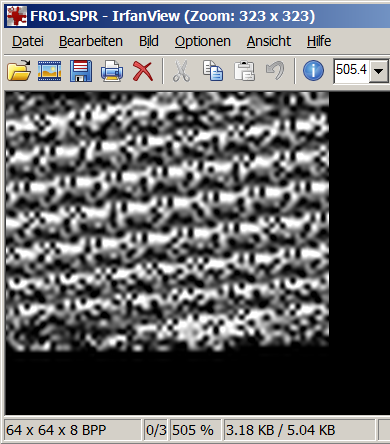 FR01.SPR - IrfanView (Zoom: 323 x 323)
Datei Bearbeiten Bild Optionen Ansicht Hilfe
505.4
64 x 64 x 8 BPP 0/3 505 % 3.18 KB / 5.04 KB